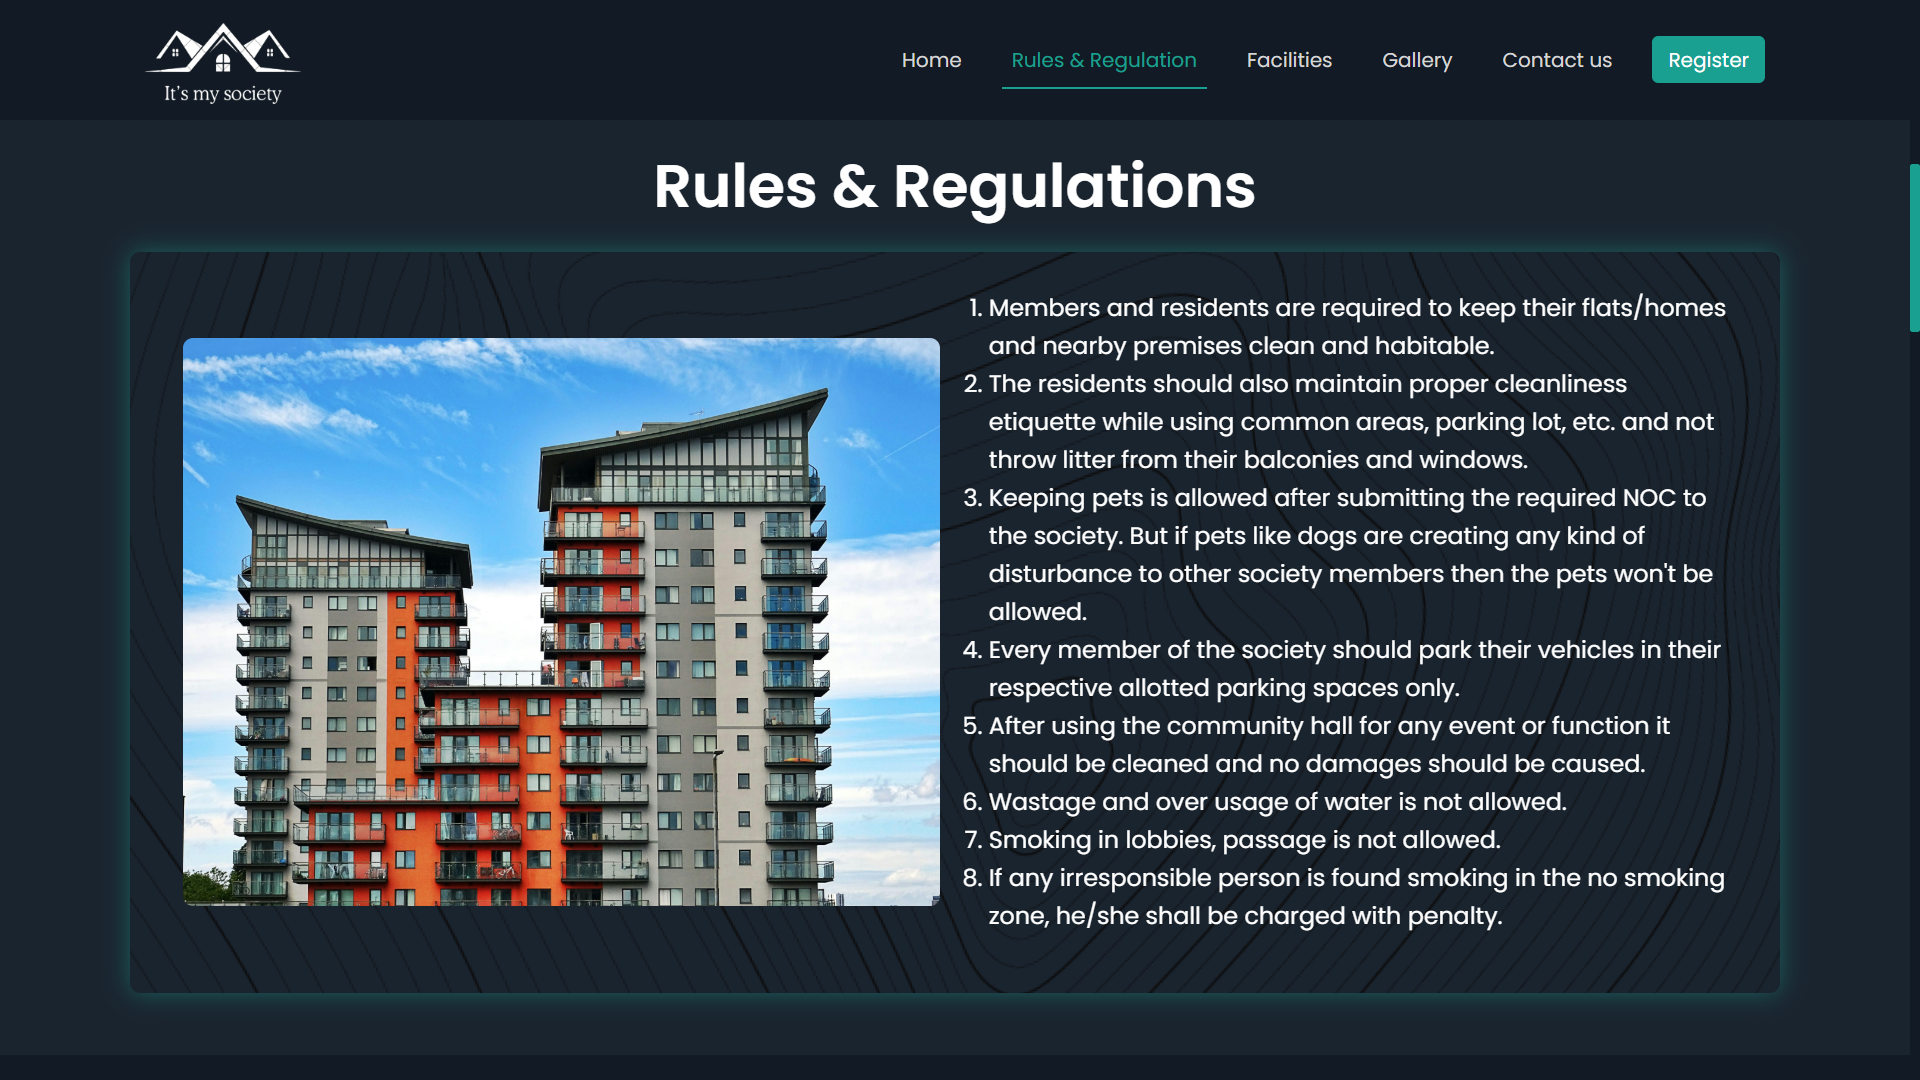 It's my society
Home
Rules & Regulation
Facilities
Gallery
Contact us
Register
Rules & Regulations
1. Members and residents are required to keep their flats/homes
and nearby premises clean and habitable.
2. The residents should also maintain proper cleanliness
etiquette while using common areas, parking lot, etc. and not
throw litter from their balconies and windows.
3. Keeping pets is allowed after submitting the required NOC to
the society. But if pets like dogs are creating any kind of
disturbance to other society members then the pets won't be
allowed.
4. Every member of the society should park their vehicles in their
respective allotted parking spaces only.
5. After using the community hall for any event or function it
should be cleaned and no damages should be caused.
6. Wastage and over usage of water is not allowed.
7. Smoking in lobbies, passage is not allowed.
8. If any irresponsible person is found smoking in the no smoking
zone, he/she shall be charged with penalty.